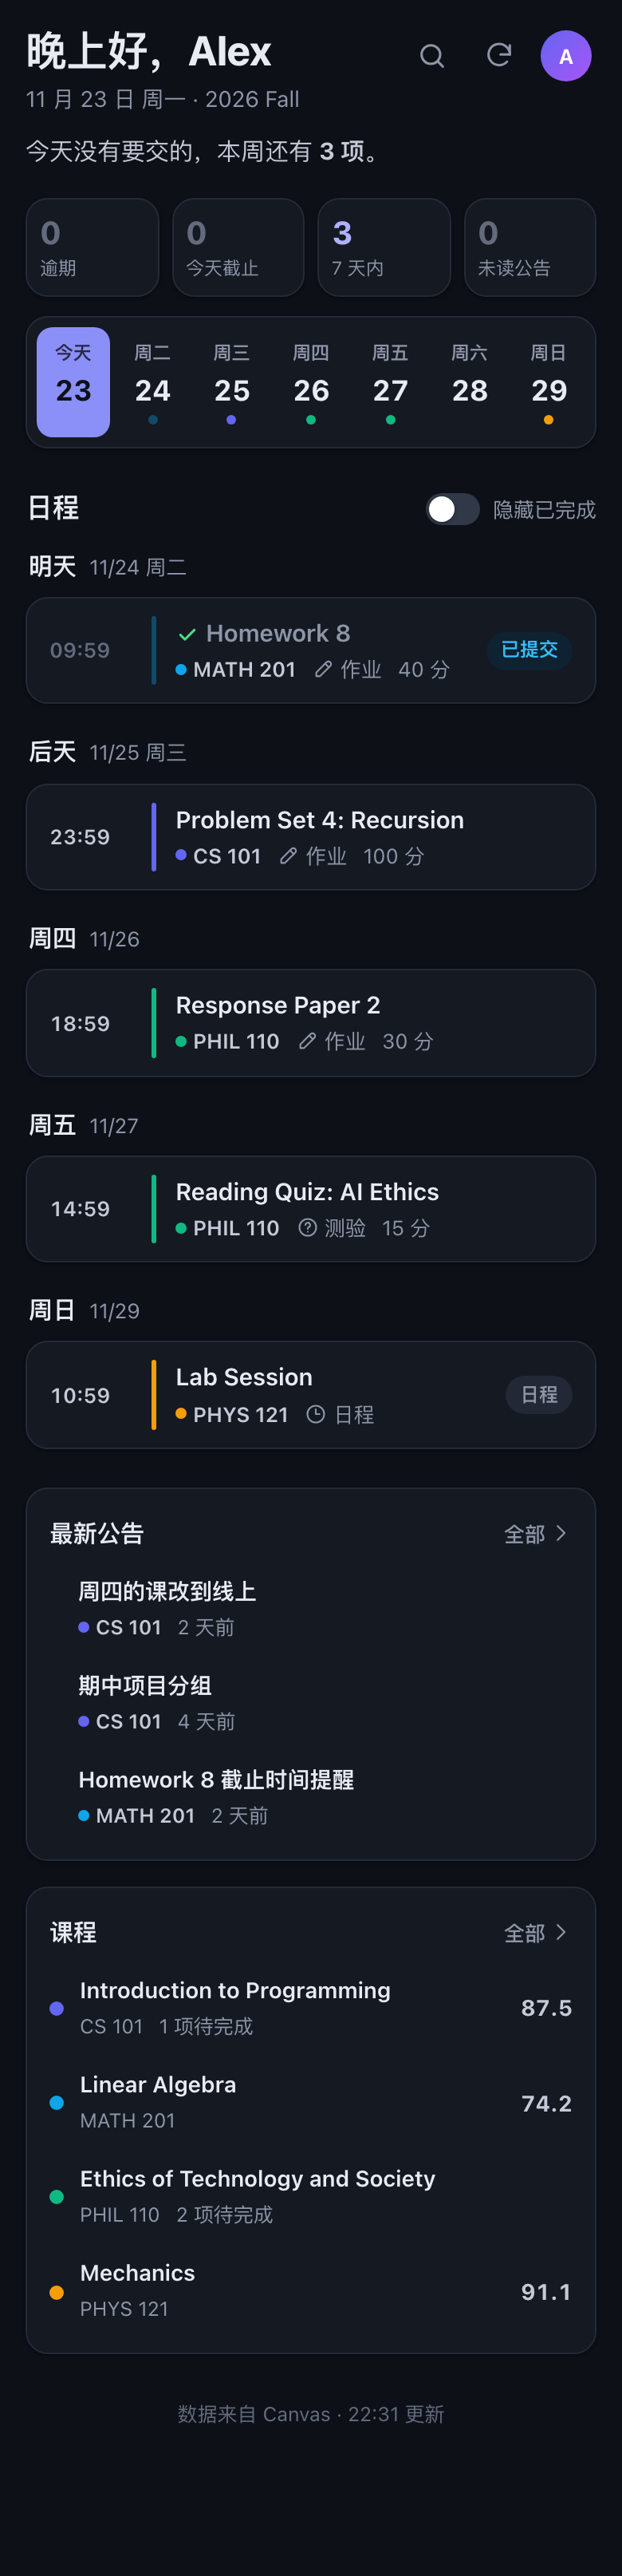 晚上好，Alex
A
11 月 23 日 周一 · 2026 Fall
今天没有要交的，本周还有 3 项。
0
逾期
0
今天截止
3
7 天内
0
未读公告
今天 周二 周三 周四 周五 周六 周日
23 24 25 26 27 28 29
日程
隐藏已完成
明天 11/24 周二
09:59
Homework 8
MATH 201 作业 40 分
已提交
后天 11/25 周三
23:59
Problem Set 4: Recursion
CS 101 作业 100 分
周四 11/26
18:59
Response Paper 2
PHIL 110 作业 30 分
周五 11/27
14:59
Reading Quiz: AI Ethics
PHIL 110 测验 15 分
周日 11/29
10:59
Lab Session
PHYS 121 日程
日程
最新公告
全部
周四的课改到线上
CS 101 2 天前
期中项目分组
CS 101 4 天前
Homework 8 截止时间提醒
MATH 201 2 天前
课程
全部
Introduction to Programming
CS 101 1 项待完成
87.5
Linear Algebra
MATH 201
74.2
Ethics of Technology and Society
PHIL 110 2 项待完成
Mechanics
PHYS 121
91.1
数据来自 Canvas · 22:31 更新